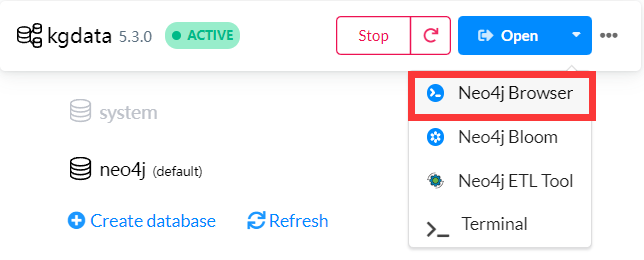 kgdata 5.3.0 ACTIVE Stop Open
Neo4j Browser
system
Neo4j Bloom
neo4j (default)
Neo4j ETL Tool
Create database Refresh
Terminal